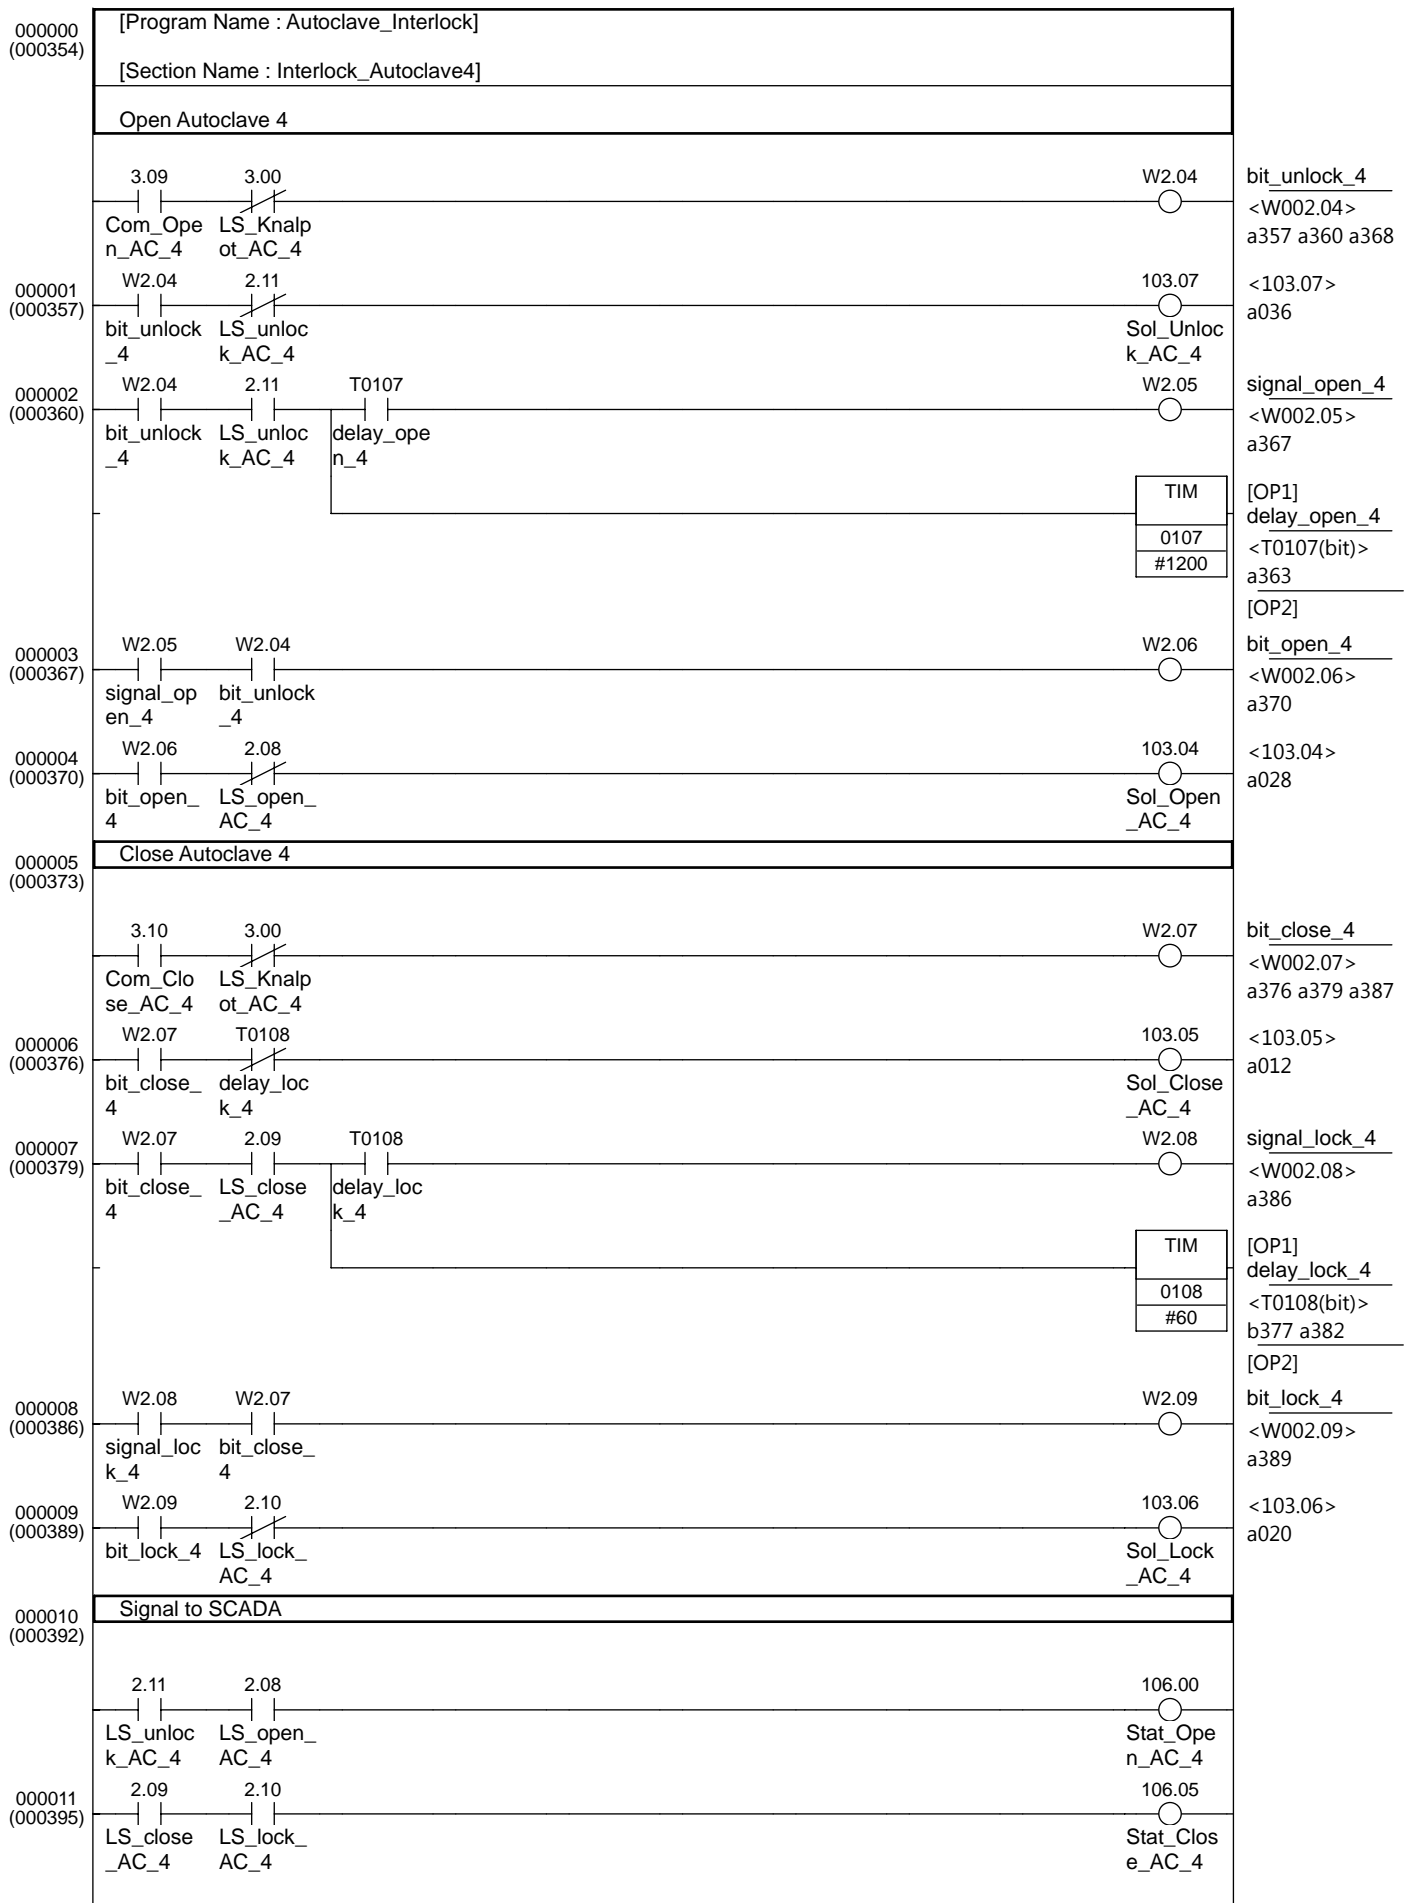 000000
(000354)
[Program Name : Autoclave_Interlock]
[Section Name : Interlock_Autoclave4]
Open Autoclave 4
3.09 3.00 W2.04 bit_unlock_4
Com_Ope LS_Knalp <W002.04>
n_AC_4 ot_AC_4 a357 a360 a368
000001
(000357)
W2.04 2.11 103.07 <103.07>
bit_unlock LS_unloc Sol_Unloc a036
_4 k_AC_4 k_AC_4
000002
(000360)
W2.04 2.11 T0107 W2.05 signal_open_4
bit_unlock LS_unloc delay_ope <W002.05>
_4 k_AC_4 n_4 a367
TIM [OP1]
delay_open_4
0107 <T0107(bit)>
#1200 a363
[OP2]
000003
(000367)
W2.05 W2.04 W2.06 bit_open_4
signal_op bit_unlock <W002.06>
en_4 _4 a370
000004
(000370)
W2.06 2.08 103.04 <103.04>
bit_open_ LS_open_ Sol_Open a028
4 AC_4 _AC_4
000005
(000373)
Close Autoclave 4
3.10 3.00 W2.07 bit_close_4
Com_Clo LS_Knalp <W002.07>
se_AC_4 ot_AC_4 a376 a379 a387
000006
(000376)
W2.07 T0108 103.05 <103.05>
bit_close_ delay_loc Sol_Close a012
4 k_4 _AC_4
000007
(000379)
W2.07 2.09 T0108 W2.08 signal_lock_4
bit_close_ LS_close delay_loc <W002.08>
4 _AC_4 k_4 a386
TIM [OP1]
delay_lock_4
0108 <T0108(bit)>
#60 b377 a382
[OP2]
000008
(000386)
W2.08 W2.07 W2.09 bit_lock_4
signal_loc bit_close_ <W002.09>
k_4 4 a389
000009
(000389)
W2.09 2.10 103.06 <103.06>
bit_lock_4 LS_lock_ Sol_Lock a020
AC_4 _AC_4
000010
(000392)
Signal to SCADA
2.11 2.08 106.00
LS_unloc LS_open_ Stat_Ope
k_AC_4 AC_4 n_AC_4
000011
(000395)
2.09 2.10 106.05
LS_close LS_lock_ Stat_Clos
_AC_4 AC_4 e_AC_4